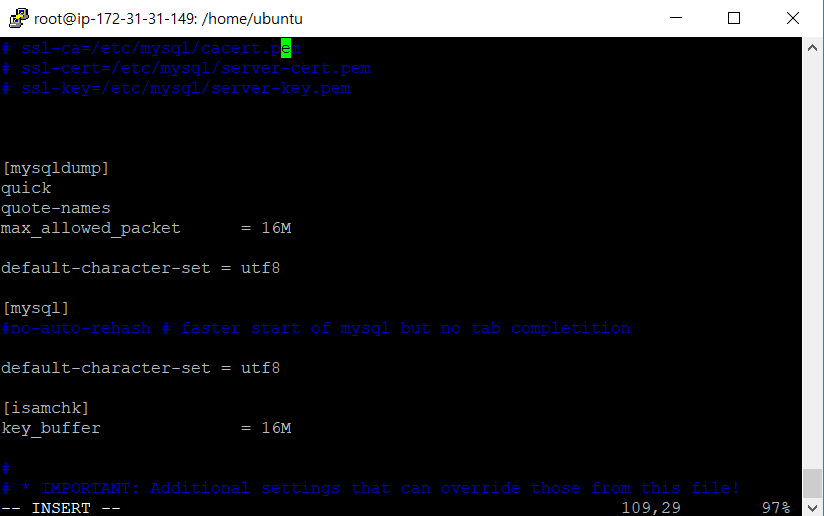 root@ip-172-31-31-149: /home/ubuntu
# ssl-ca=/etc/mysql/cacert.pem
# ssl-cert=/etc/mysql/server-cert.pem
# ssl-key=/etc/mysql/server-key.pem
[mysqldump]
quick
quote-names
max_allowed_packet      = 16M
default-character-set = utf8
[mysql]
#no-auto-rehash # faster start of mysql but no tab completition
default-character-set = utf8
[isamchk]
key_buffer              = 16M
#
# * IMPORTANT: Additional settings that can override those from this file!
-- INSERT --                                                  109,29        97%